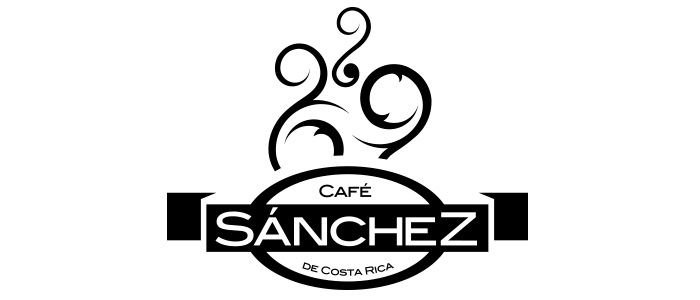 CAFÉ
SÁNCHEZ
DE COSTA RICA